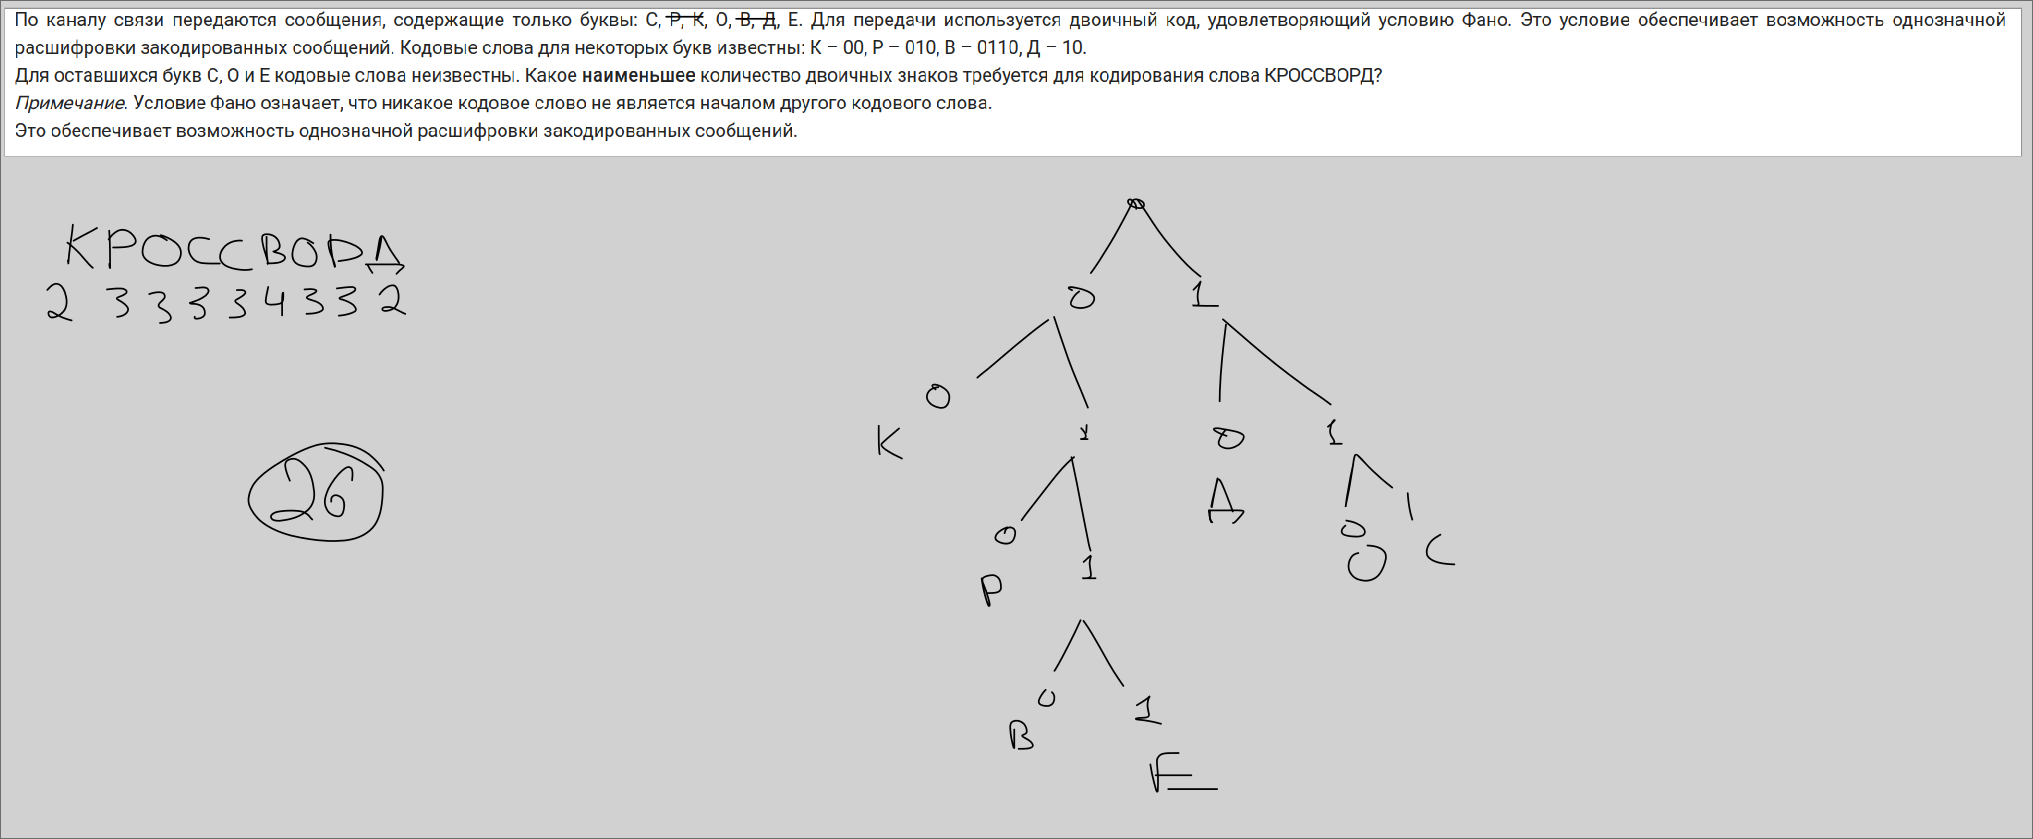 По каналу связи передаются сообщения, содержащие только буквы: С, Р, К, О, В, Д, Е. Для передачи используется двоичный код, удовлетворяющий условию Фано. Это условие обеспечивает возможность однозначной
расшифровки закодированных сообщений. Кодовые слова для некоторых букв известны: К – 00, Р – 010, В – 0110, Д – 10.
Для оставшихся букв С, О и Е кодовые слова неизвестны. Какое наименьшее количество двоичных знаков требуется для кодирования слова КРОССВОРД?
Примечание. Условие Фано означает, что никакое кодовое слово не является началом другого кодового слова.
Это обеспечивает возможность однозначной расшифровки закодированных сообщений.
КРОССВОРД
2 3 3 3 3 4 3 3 2
26
0 1
0 1 0 1
К Д
0 1 0 1
Р О С
0 1
В Е